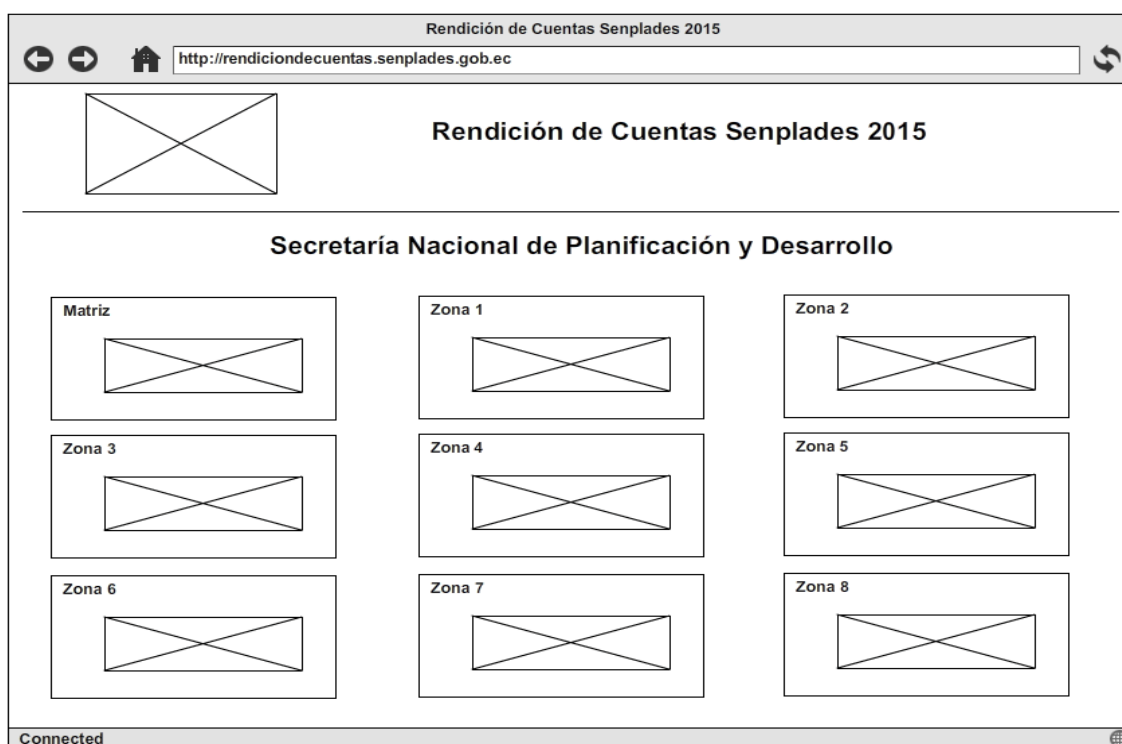 Rendición de Cuentas Senplades 2015
http://rendiciondecuentas.senplades.gob.ec
Rendición de Cuentas Senplades 2015
Secretaría Nacional de Planificación y Desarrollo
Matriz
Zona 1
Zona 2
Zona 3
Zona 4
Zona 5
Zona 6
Zona 7
Zona 8
Connected